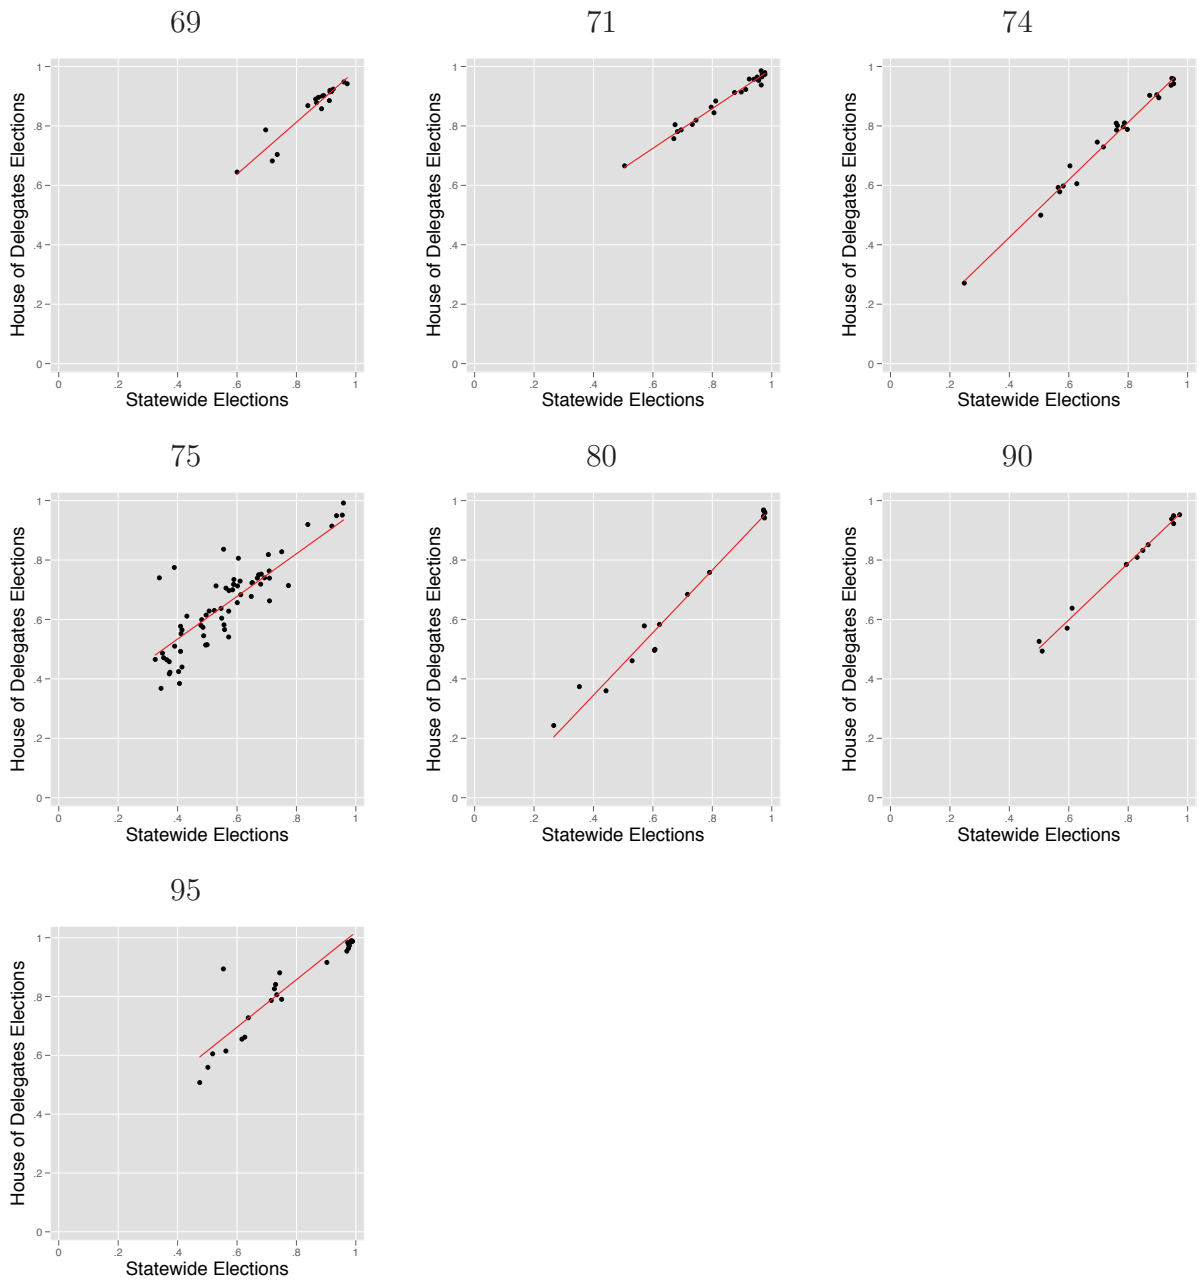 69
House of Delegates Elections
1
.8
.6
.4
.2
0
0 .2 .4 .6 .8 1
Statewide Elections
71
House of Delegates Elections
1
.8
.6
.4
.2
0
0 .2 .4 .6 .8 1
Statewide Elections
74
House of Delegates Elections
1
.8
.6
.4
.2
0
0 .2 .4 .6 .8 1
Statewide Elections
75
House of Delegates Elections
1
.8
.6
.4
.2
0
0 .2 .4 .6 .8 1
Statewide Elections
80
House of Delegates Elections
1
.8
.6
.4
.2
0
0 .2 .4 .6 .8 1
Statewide Elections
90
House of Delegates Elections
1
.8
.6
.4
.2
0
0 .2 .4 .6 .8 1
Statewide Elections
95
House of Delegates Elections
1
.8
.6
.4
.2
0
0 .2 .4 .6 .8 1
Statewide Elections